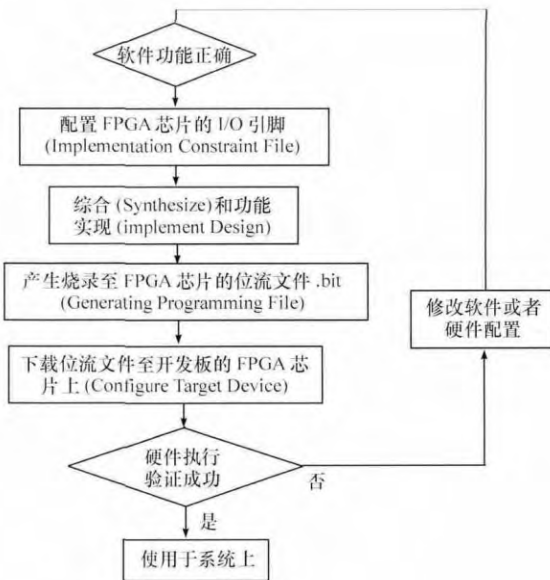 软件功能正确
配置 FPGA 芯片的 I/O 引脚
(Implementation Constraint File)
综合 (Synthesize)和功能
实现 (implement Design)
产生烧录至 FPGA 芯片的位流文件 .bit
(Generating Programming File)
修改软件或者
硬件配置
下载位流文件至开发板的 FPGA 芯
片上 (Configure Target Device)
硬件执行
验证成功
否
是
使用于系统上